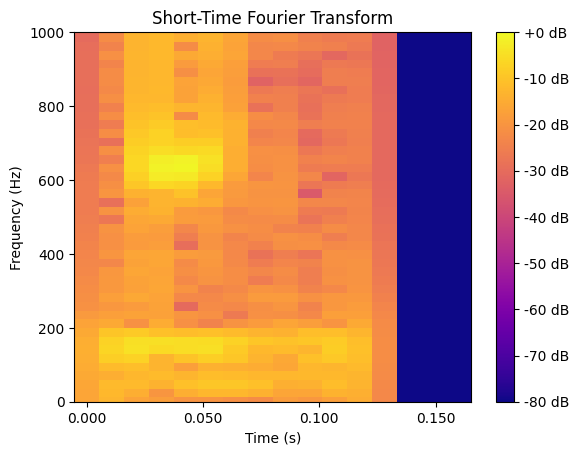 Short-Time Fourier Transform
Frequency (Hz)
1000
800
600
400
200
0
0.000
0.050
0.100
0.150
Time (s)
+0 dB
-10 dB
-20 dB
-30 dB
-40 dB
-50 dB
-60 dB
-70 dB
-80 dB